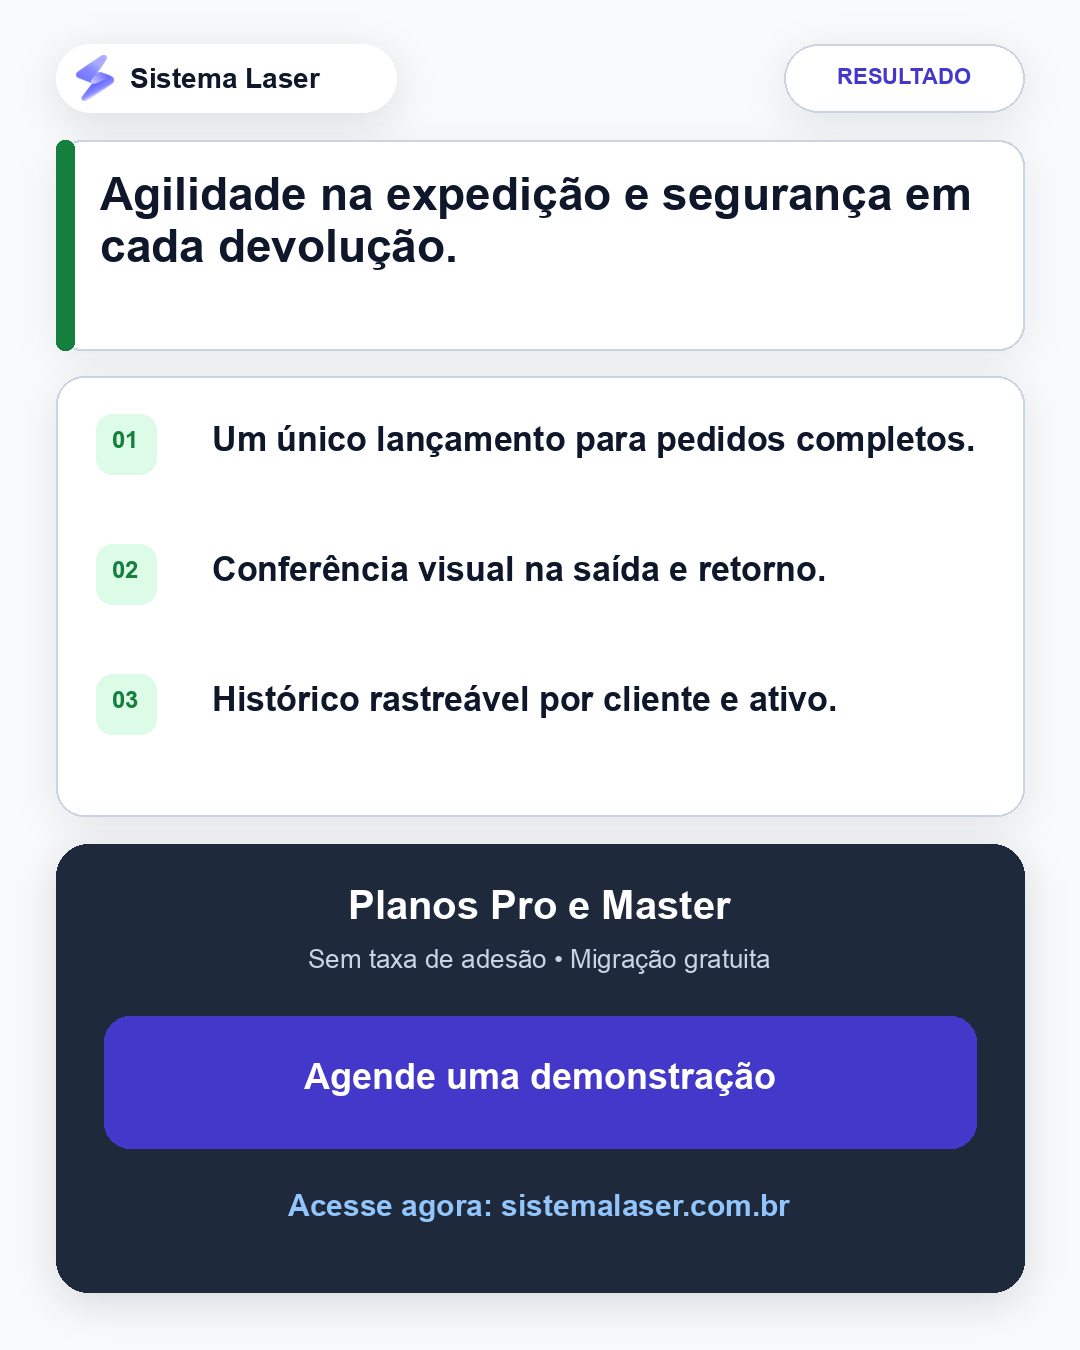 Sistema Laser
RESULTADO
Agilidade na expedição e segurança em
cada devolução.
01
Um único lançamento para pedidos completos.
02
Conferência visual na saída e retorno.
03
Histórico rastreável por cliente e ativo.
Planos Pro e Master
Sem taxa de adesão • Migração gratuita
Agende uma demonstração
Acesse agora: sistemalaser.com.br